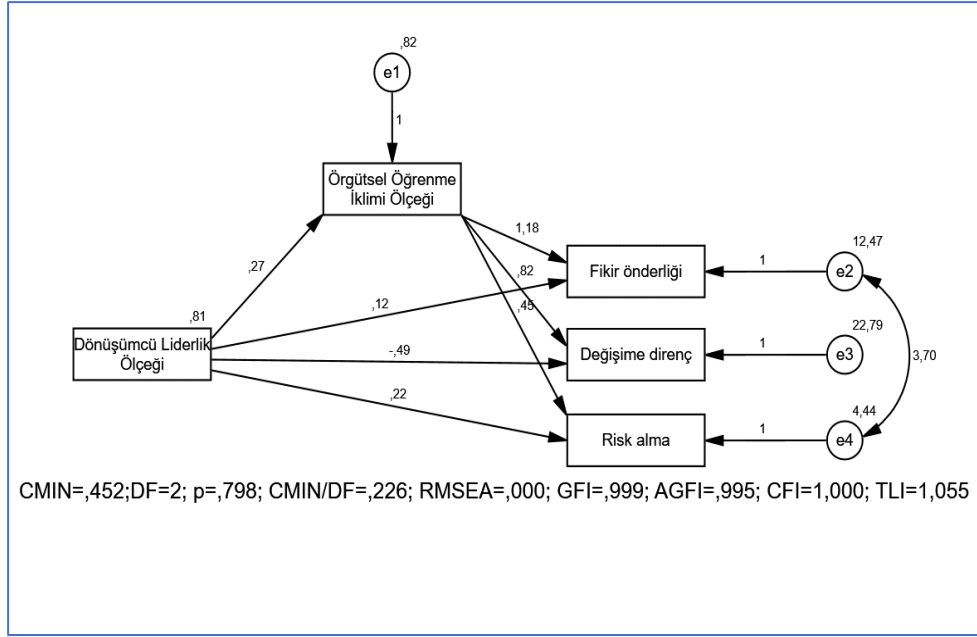 ,82
e1
1
Örgütsel Öğrenme
İklimi Ölçeği
,27
,81
Dönüşümcü Liderlik
Ölçeği
1,18
,82
,45
,12
-,49
,22
Fikir önderliği
1
12,47
e2
Değişime direnç
1
22,79
e3
3,70
Risk alma
1
4,44
e4
CMIN=,452;DF=2; p=,798; CMIN/DF=,226; RMSEA=,000; GFI=,999; AGFI=,995; CFI=1,000; TLI=1,055